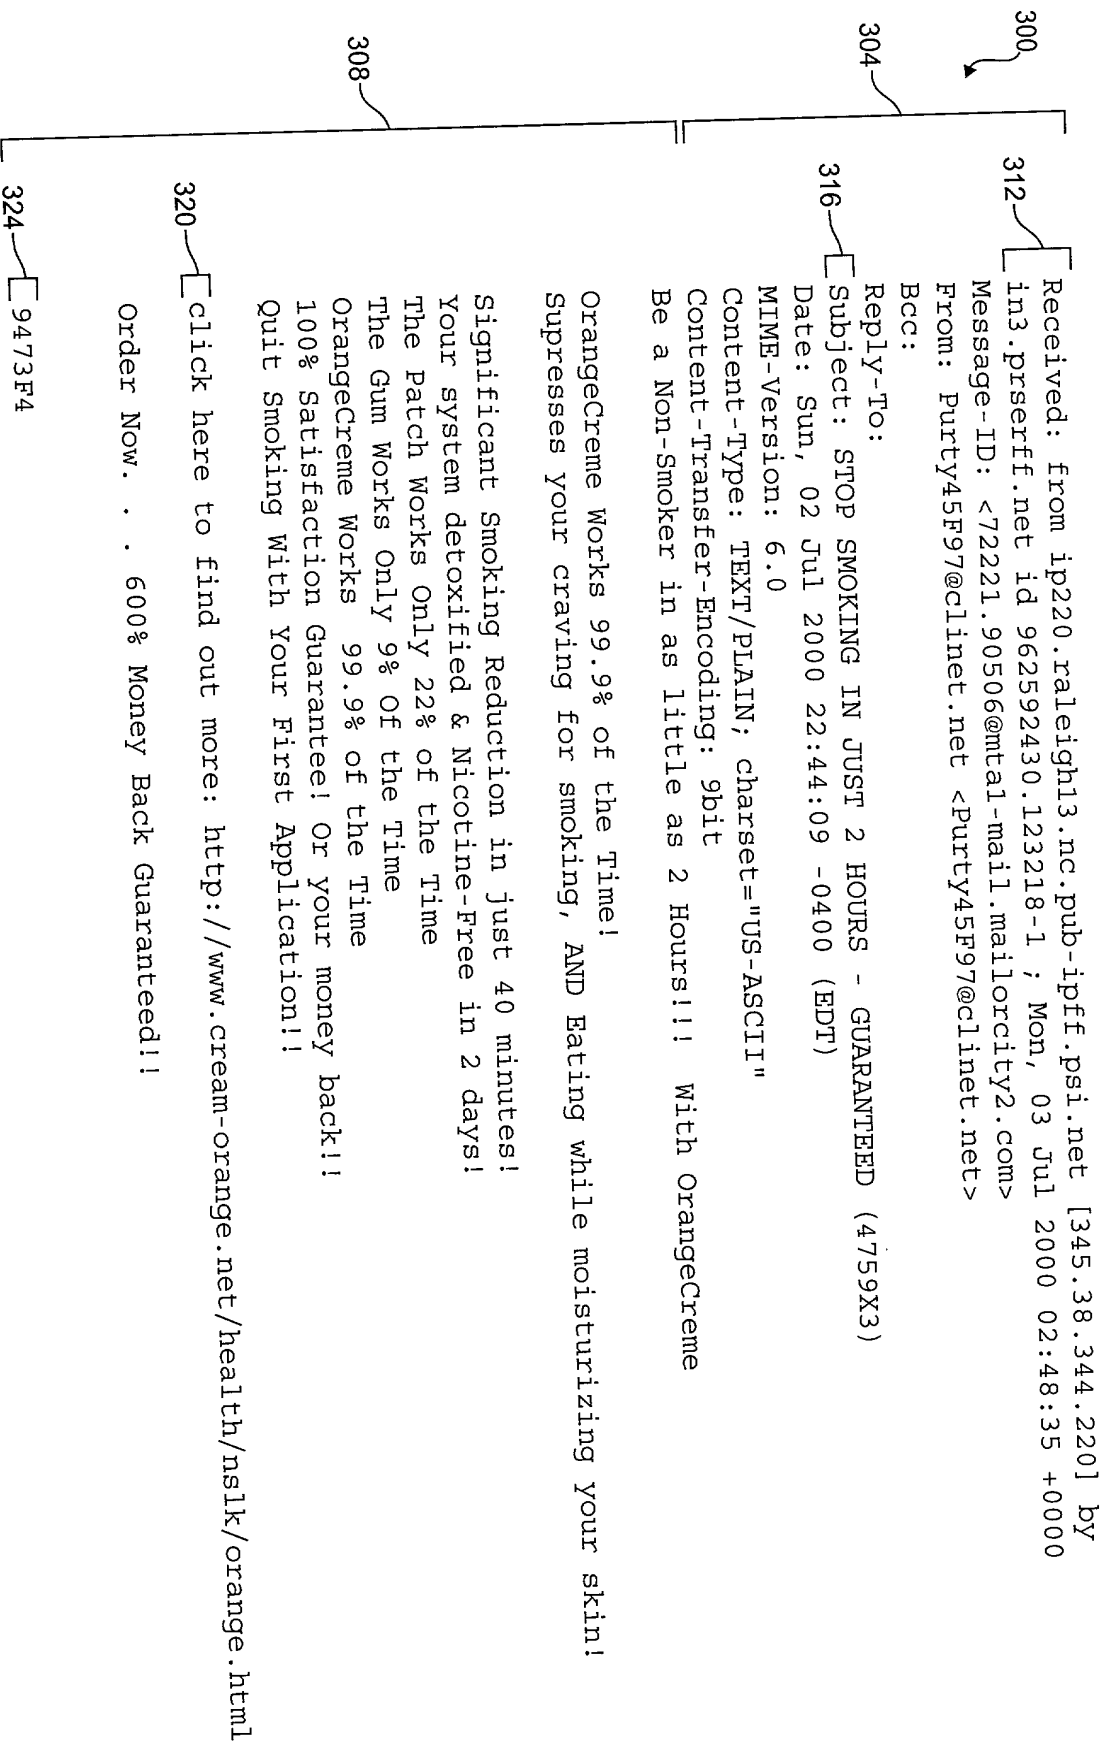 300
304
308
312
316
320
324
Received: from ip220.raleigh13.nc.pub-ipff.psi.net [345.38.344.220] by
in3.prserff.net id 962592430.123218-1 ; Mon, 03 Jul 2000 02:48:35 +0000
Message-ID: <72221.90506@mta1-mail.mailorcity2.com>
From: Purty45F97@clinet.net <Purty45F97@clinet.net>
Bcc:
Reply-To:
Subject: STOP SMOKING IN JUST 2 HOURS - GUARANTEED (4759X3)
Date: Sun, 02 Jul 2000 22:44:09 -0400 (EDT)
MIME-Version: 6.0
Content-Type: TEXT/PLAIN; charset="US-ASCII"
Content-Transfer-Encoding: 9bit
Be a Non-Smoker in as little as 2 Hours!!! With OrangeCreme
OrangeCreme Works 99.9% of the Time!
Supresses your craving for smoking, AND Eating while moisturizing your skin!
Significant Smoking Reduction in just 40 minutes!
Your system detoxified & Nicotine-Free in 2 days!
The Patch Works Only 22% of the Time
The Gum Works Only 9% Of the Time
OrangeCreme Works 99.9% of the Time
100% Satisfaction Guarantee! Or your money back!!
Quit Smoking With Your First Application!!
click here to find out more: http://www.cream-orange.net/health/nslk/orange.html
Order Now. . . 600% Money Back Guaranteed!!
9473F4